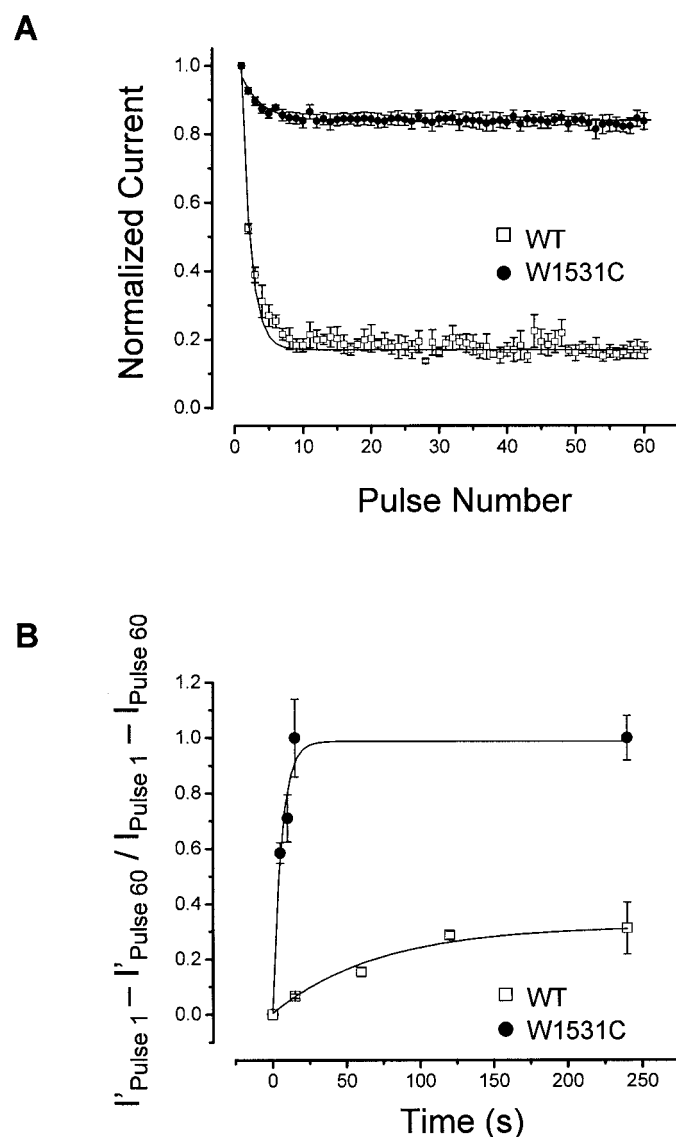 A
Normalized Current
1.0
0.8
0.6
0.4
0.2
0.0
WT
W1531C
0 10 20 30 40 50 60
Pulse Number
B
I'Pulse 1 – I'Pulse 60 / IPulse 1 – IPulse 60
1.2
1.0
0.8
0.6
0.4
0.2
0.0
WT
W1531C
0 50 100 150 200 250
Time (s)